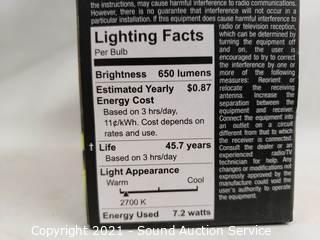 the instructions, may cause harmful interference to radio communications.
However, there is no guarantee that interference will not occur in a
particular installation. If this equipment does cause harmful interference to
radio or television reception,
which can be determined by
turning the equipment off
and on, the user is
encouraged to try to correct
the interference by one or
more of the following
measures: Reorient or
relocate the receiving
antenna. Increase the
separation between the
equipment and receiver.
Connect the equipment into
an outlet on a circuit
different from that to which
the receiver is connected.
Consult the dealer or an
experienced radio/TV
technician for help. Any
changes or modifications not
expressly approved by the
manufacture could void the
user's authority to operate
the equipment.
Lighting Facts
Per Bulb
Brightness 650 lumens
Estimated Yearly $0.87
Energy Cost
Based on 3 hrs/day,
11¢/kWh. Cost depends on
rates and use.
† Life 45.7 years
Based on 3 hrs/day
Light Appearance
Warm Cool
2700 K
Energy Used 7.2 watts
Copyright - 2021 - Bidera.com